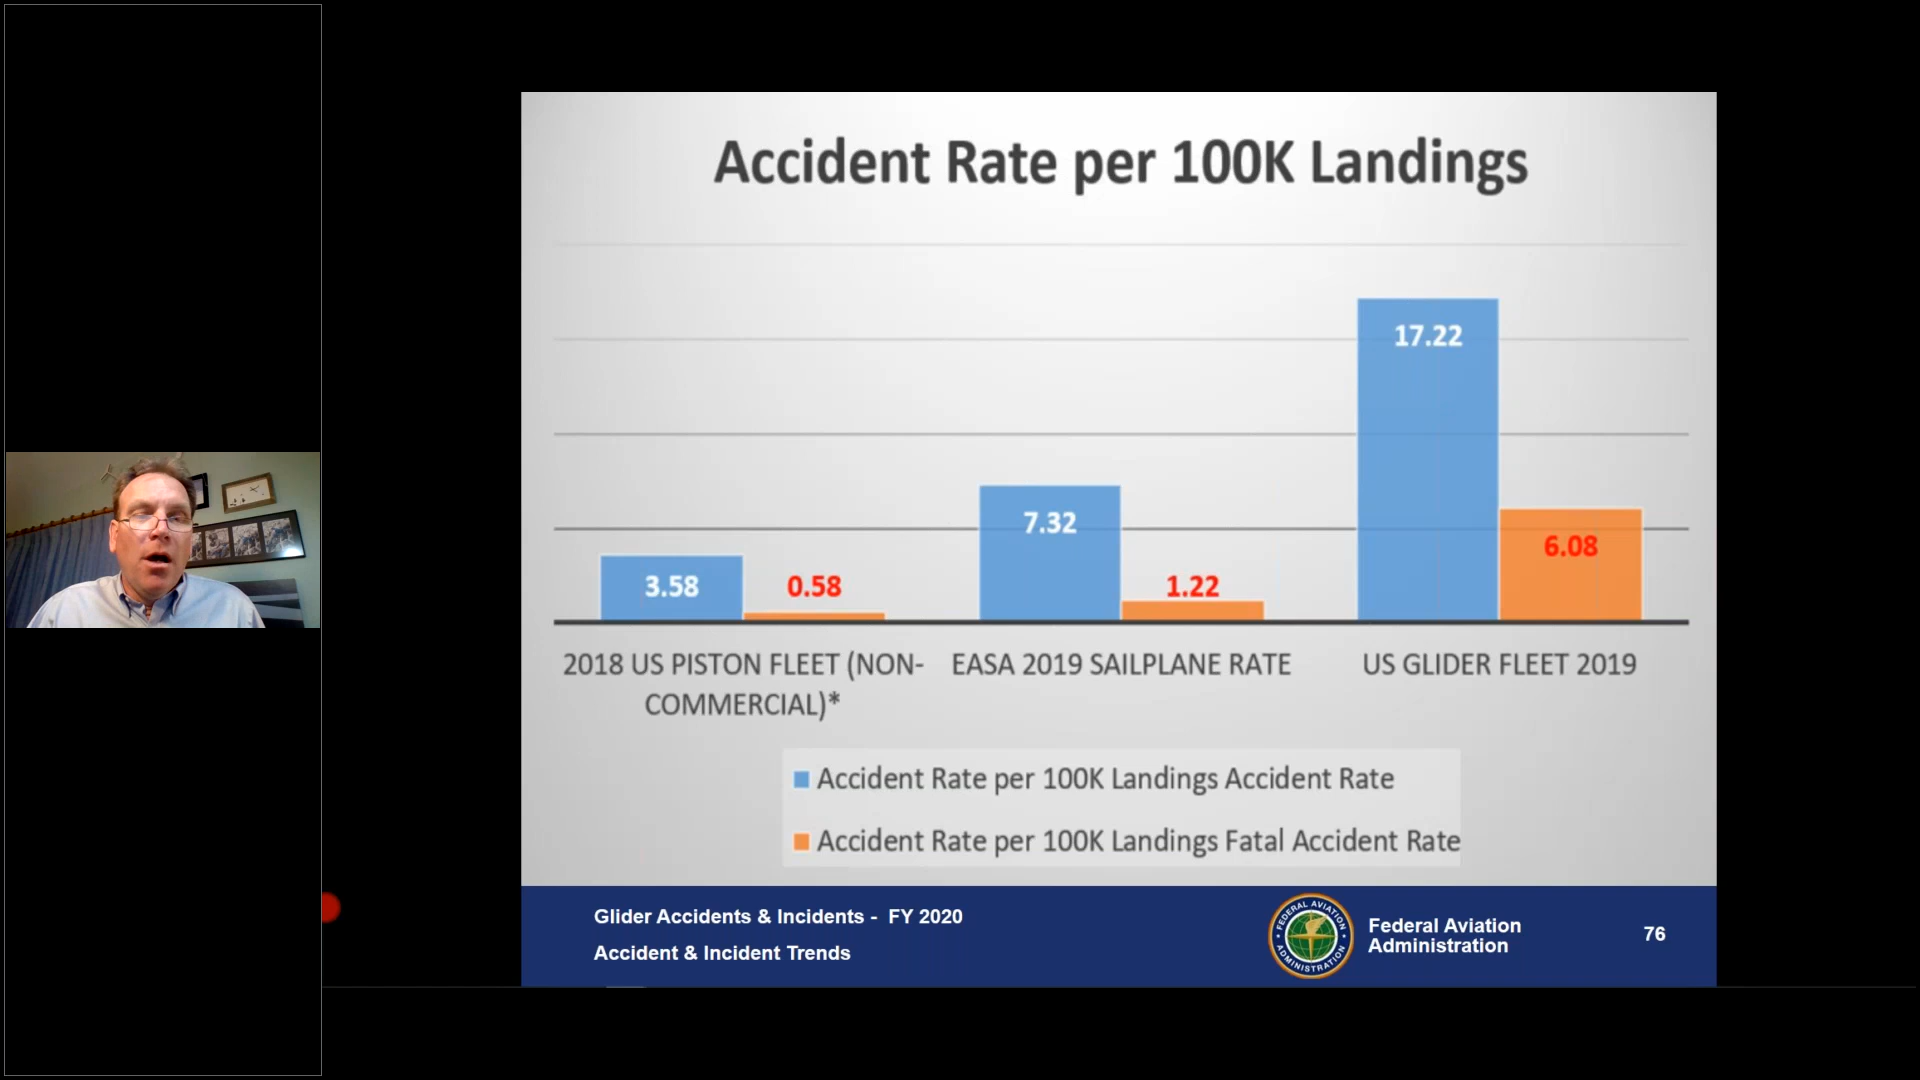 Accident Rate per 100K Landings
17.22
7.32
6.08
3.58
0.58
1.22
2018 US PISTON FLEET (NON-
COMMERCIAL)*
EASA 2019 SAILPLANE RATE
US GLIDER FLEET 2019
Accident Rate per 100K Landings Accident Rate
Accident Rate per 100K Landings Fatal Accident Rate
Glider Accidents & Incidents - FY 2020
Accident & Incident Trends
FEDERAL AVIATION
ADMINISTRATION
Federal Aviation
Administration
76